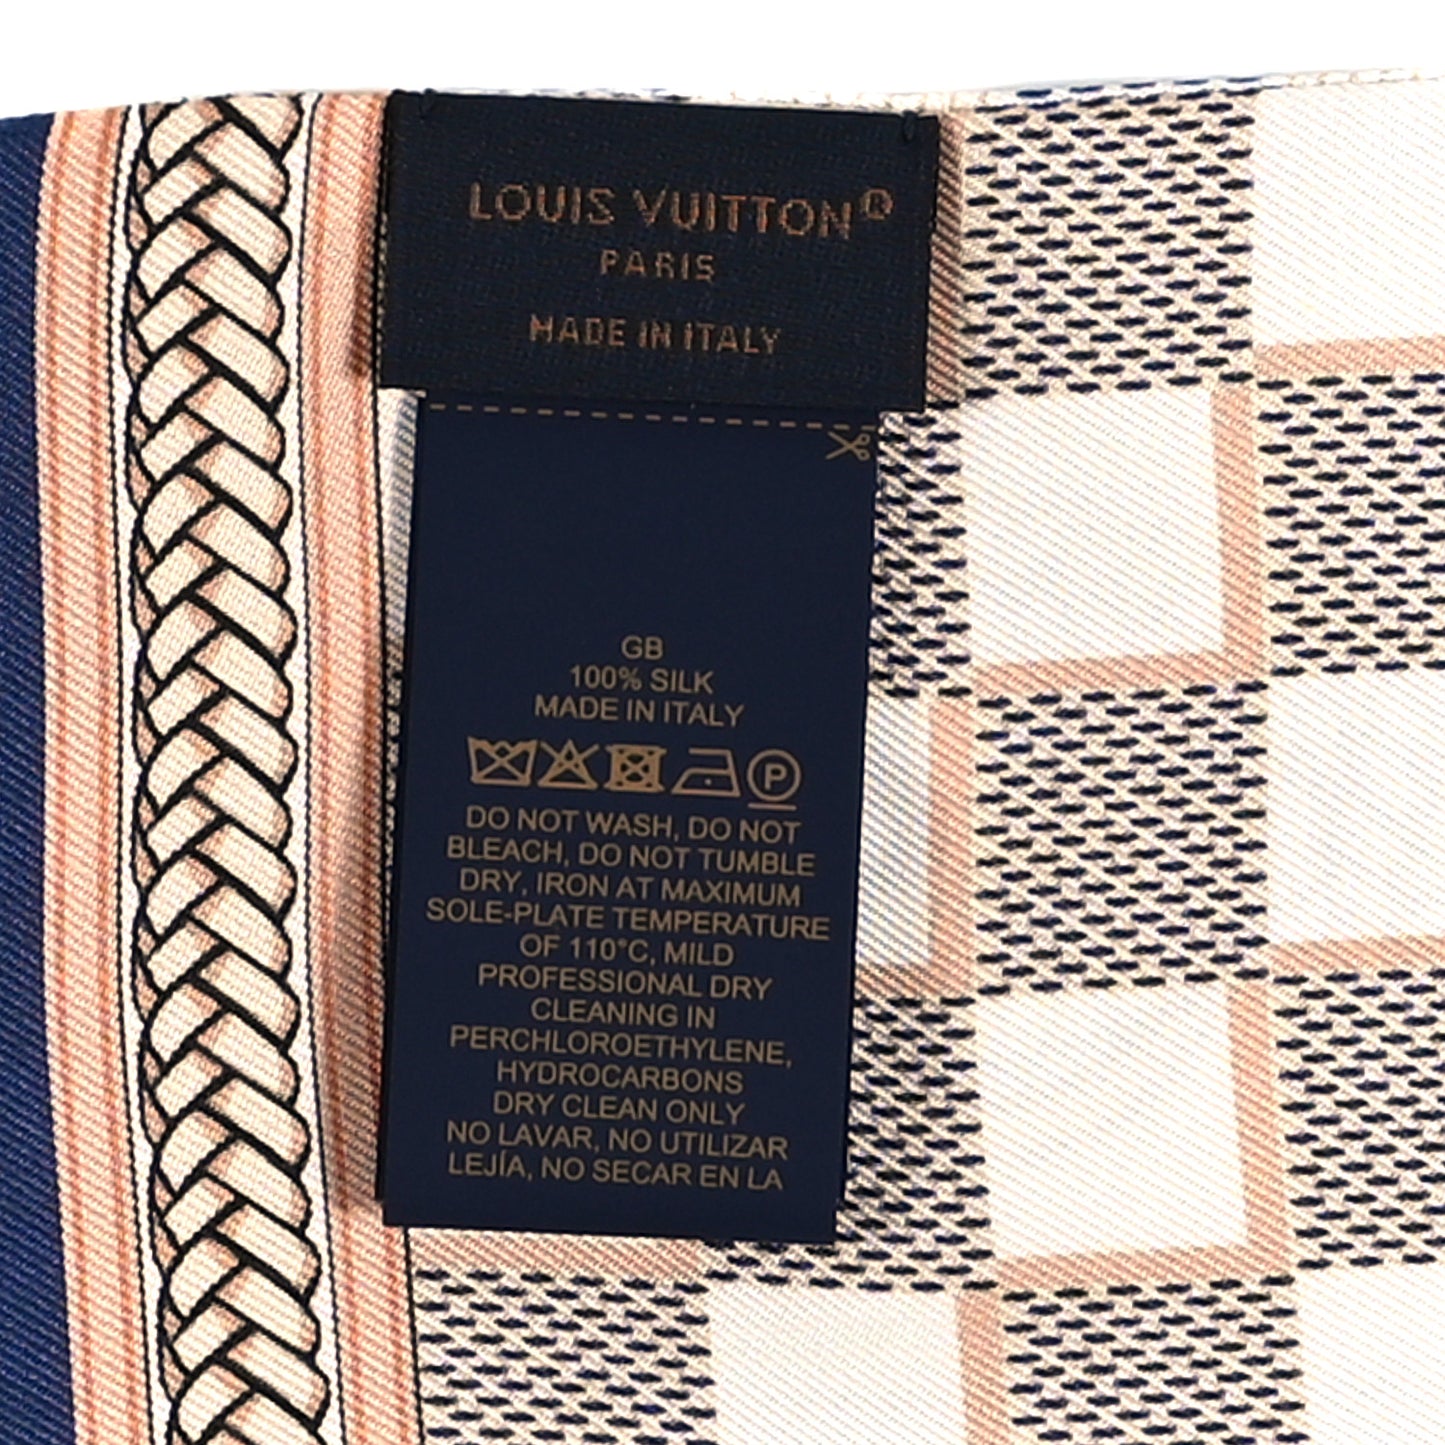 LOUIS VUITTON®
PARIS
MADE IN ITALY
GB
100% SILK
MADE IN ITALY
P
DO NOT WASH, DO NOT
BLEACH, DO NOT TUMBLE
DRY, IRON AT MAXIMUM
SOLE-PLATE TEMPERATURE
OF 110°C, MILD
PROFESSIONAL DRY
CLEANING IN
PERCHLOROETHYLENE,
HYDROCARBONS
DRY CLEAN ONLY
NO LAVAR, NO UTILIZAR
LEJÍA, NO SECAR EN LA